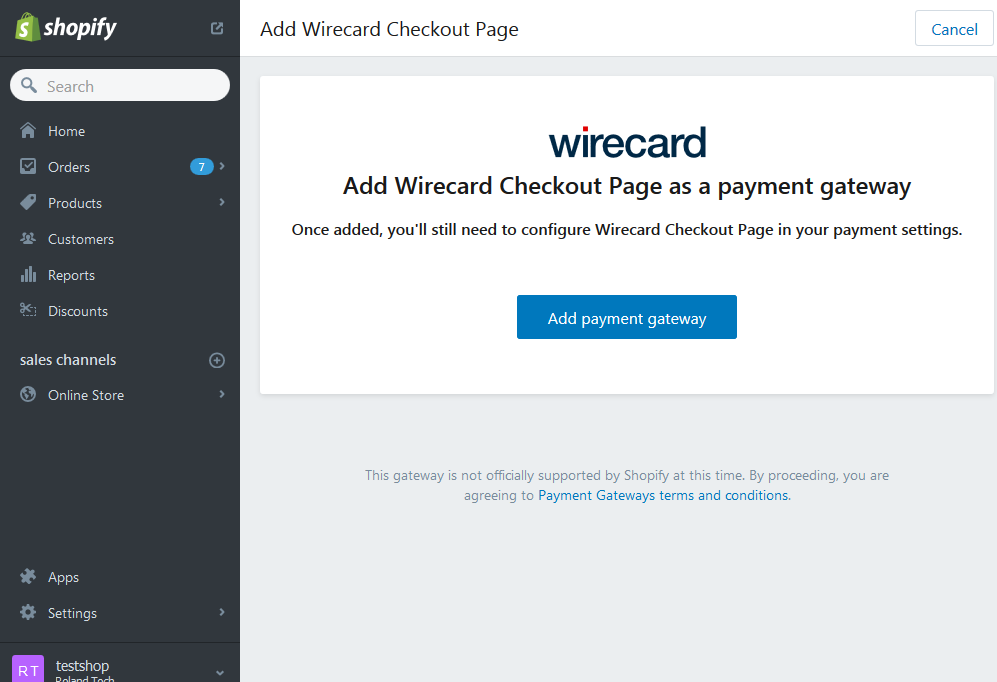 shopify
Add Wirecard Checkout Page
Cancel
Search
Home
Orders
7
Products
Customers
Reports
Discounts
sales channels
Online Store
Apps
Settings
RT
testshop
Roland Tech
wirecard
Add Wirecard Checkout Page as a payment gateway
Once added, you'll still need to configure Wirecard Checkout Page in your payment settings.
Add payment gateway
This gateway is not officially supported by Shopify at this time. By proceeding, you are
agreeing to Payment Gateways terms and conditions.